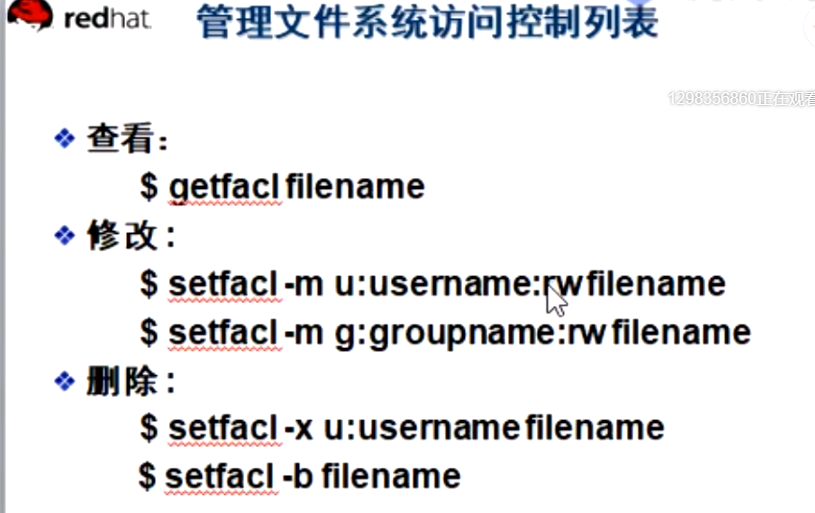 redhat.
管理文件系统访问控制列表
1298356860正在观看
查看：
$ getfacl filename
修改：
$ setfacl -m u:username:rw filename
$ setfacl -m g:groupname:rw filename
删除：
$ setfacl -x u:username filename
$ setfacl -b filename